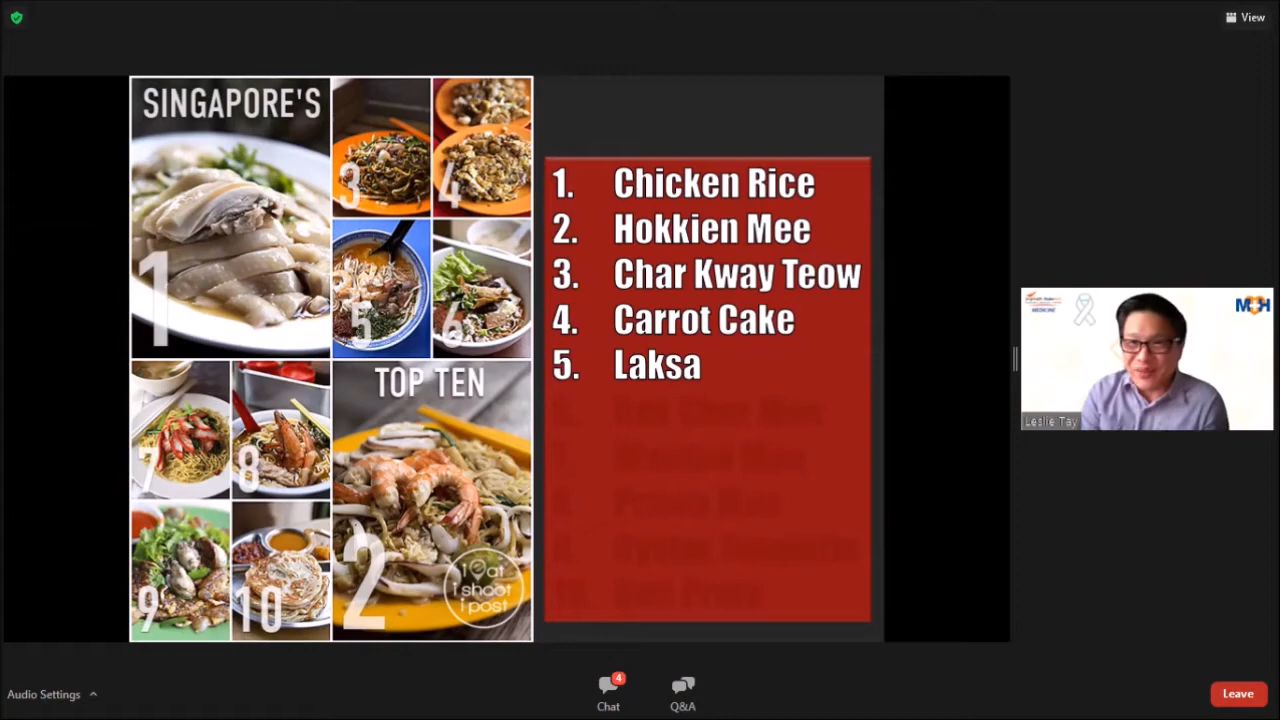 View
SINGAPORE'S
1
3
4
5
6
TOP TEN
7
8
9
10
2
i eat
i shoot
i post
1. Chicken Rice
2. Hokkien Mee
3. Char Kway Teow
4. Carrot Cake
5. Laksa
MEDICINE
Leslie Tay
Audio Settings
4
Chat
Q&A
Leave